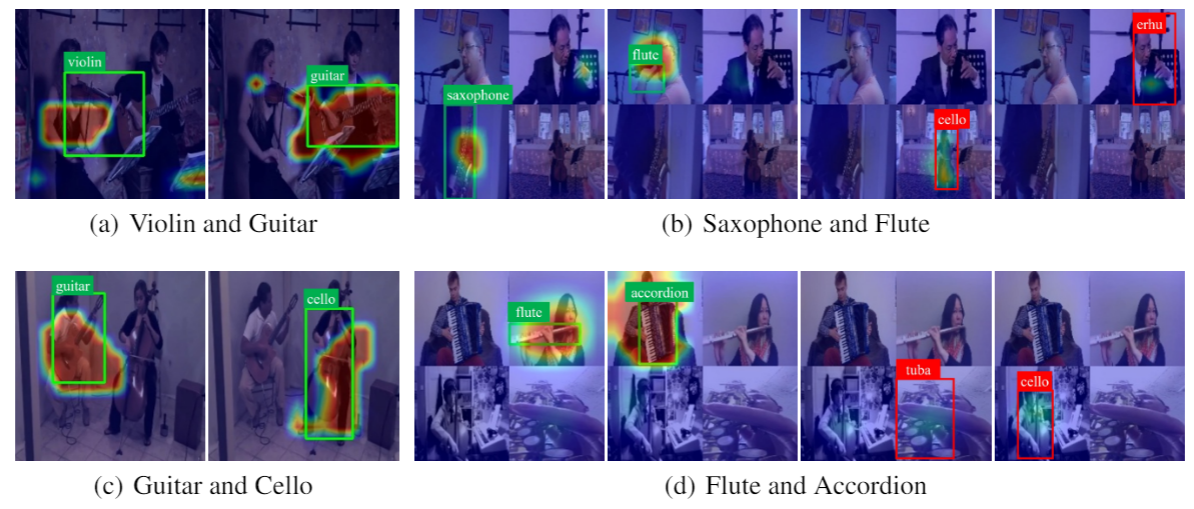 violin
guitar
saxophone
flute
cello
erhu
(a) Violin and Guitar
(b) Saxophone and Flute
guitar
cello
flute
accordion
tuba
cello
(c) Guitar and Cello
(d) Flute and Accordion